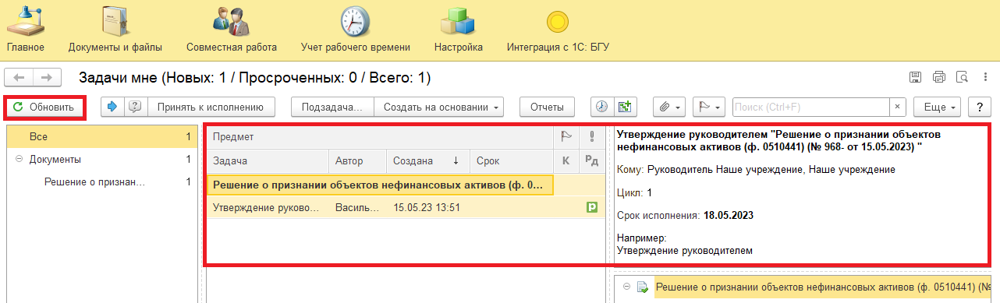 Главное Документы и файлы Совместная работа Учет рабочего времени Настройка Интеграция с 1С: БГУ
Задачи мне (Новых: 1 / Просроченных: 0 / Всего: 1)
Обновить Принять к исполнению Подзадача... Создать на основании Отчеты Поиск (Ctrl+F) × Еще ?
Все 1
Документы 1
Решение о признан... 1
Предмет
Задача Автор Создана ↓ Срок К Рд
Решение о признании объектов нефинансовых активов (ф. 0...
Утверждение руково... Василь... 15.05.23 13:51 Р
Утверждение руководителем "Решение о признании объектов
нефинансовых активов (ф. 0510441) (№ 968- от 15.05.2023) "
Кому: Руководитель Наше учреждение, Наше учреждение
Цикл: 1
Срок исполнения: 18.05.2023
Например:
Утверждение руководителем
Решение о признании объектов нефинансовых активов (ф. 0510441) (№